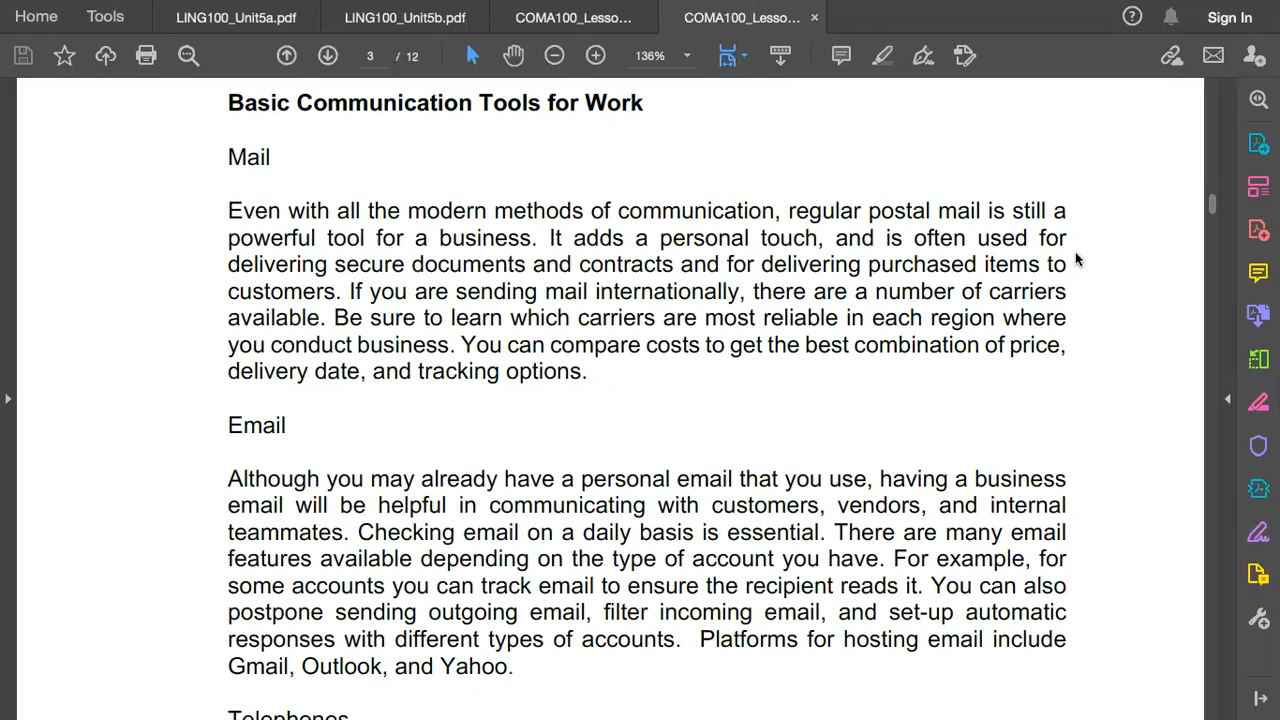 Home
Tools
LING100_Unit5a.pdf
LING100_Unit5b.pdf
COMA100_Lesso...
COMA100_Lesso...
Sign In
3 / 12
136%
Basic Communication Tools for Work
Mail
Even with all the modern methods of communication, regular postal mail is still a
powerful tool for a business. It adds a personal touch, and is often used for
delivering secure documents and contracts and for delivering purchased items to
customers. If you are sending mail internationally, there are a number of carriers
available. Be sure to learn which carriers are most reliable in each region where
you conduct business. You can compare costs to get the best combination of price,
delivery date, and tracking options.
Email
Although you may already have a personal email that you use, having a business
email will be helpful in communicating with customers, vendors, and internal
teammates. Checking email on a daily basis is essential. There are many email
features available depending on the type of account you have. For example, for
some accounts you can track email to ensure the recipient reads it. You can also
postpone sending outgoing email, filter incoming email, and set-up automatic
responses with different types of accounts.  Platforms for hosting email include
Gmail, Outlook, and Yahoo.
Telephones